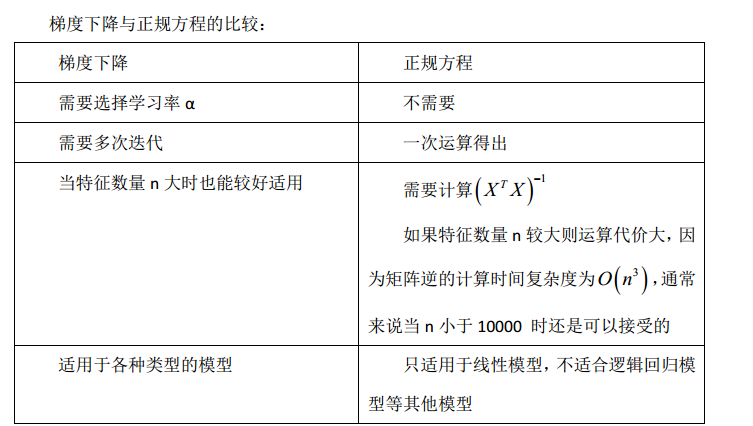 梯度下降与正规方程的比较：
梯度下降
正规方程
需要选择学习率 α
不需要
需要多次迭代
一次运算得出
当特征数量 n 大时也能较好适用
需要计算(X^T X)^{-1}
如果特征数量 n 较大则运算代价大，因
为矩阵逆的计算时间复杂度为O(n^3)，通常
来说当 n 小于 10000 时还是可以接受的
适用于各种类型的模型
只适用于线性模型，不适合逻辑回归模
型等其他模型